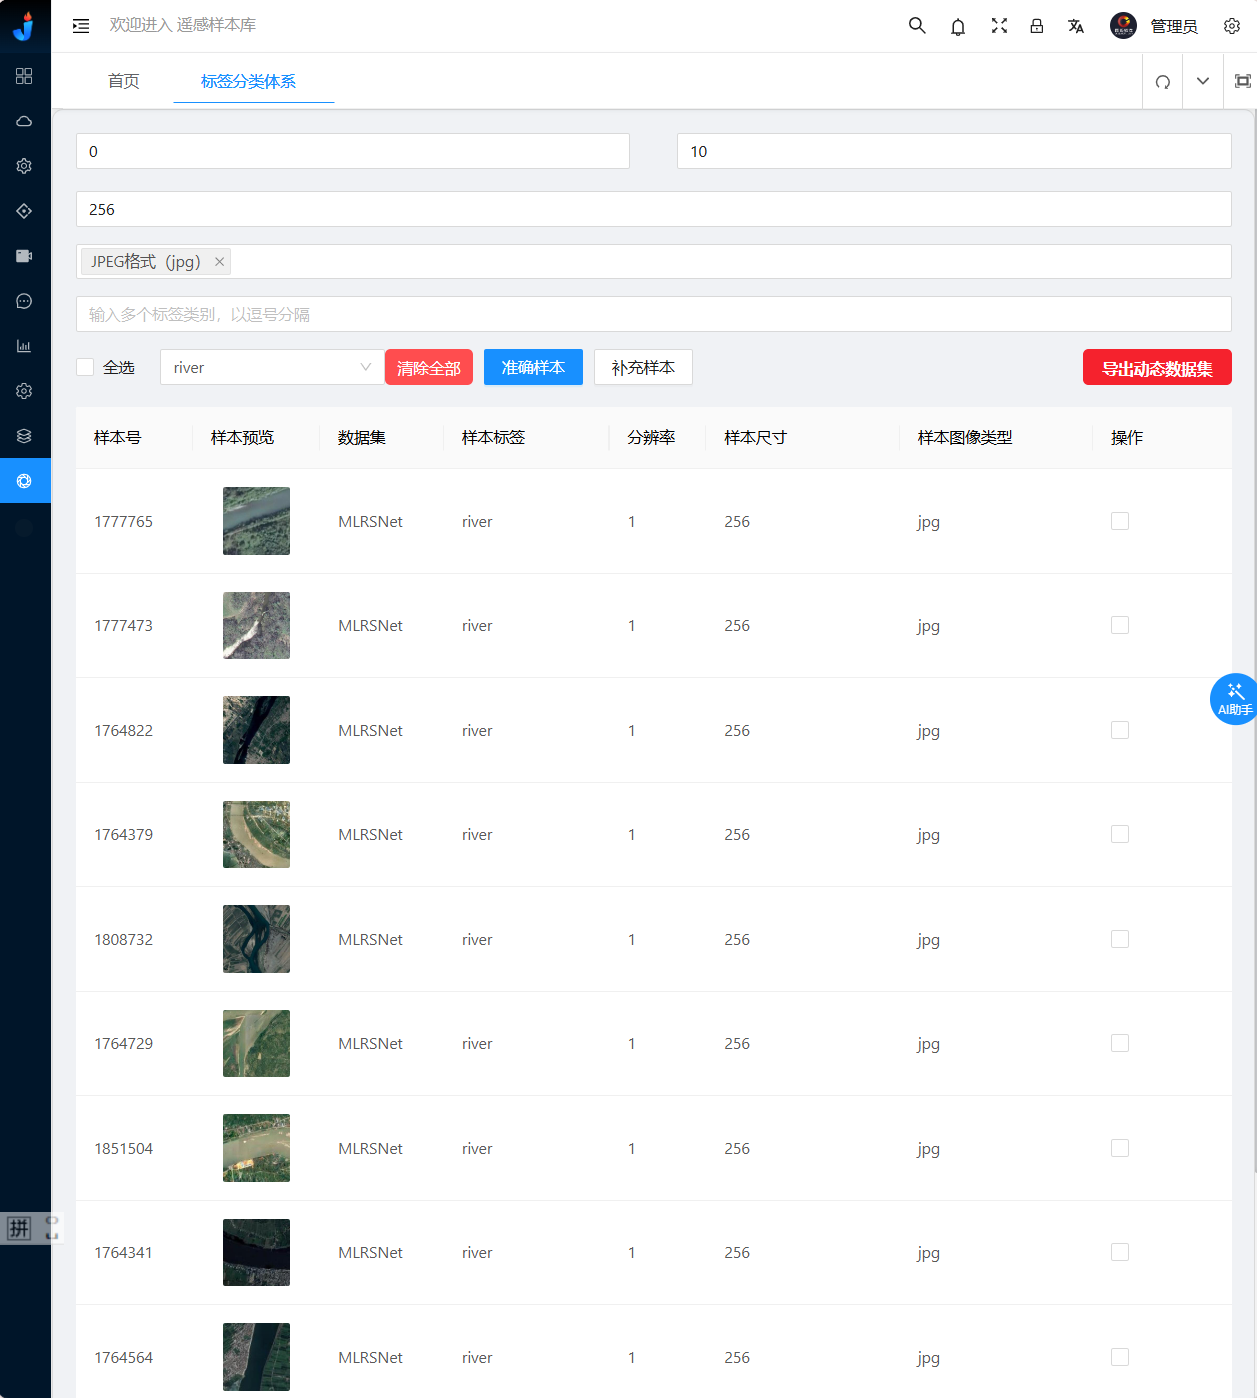 欢迎进入 遥感样本库
管理员
首页 标签分类体系
0 10
256
JPEG格式（jpg）
输入多个标签类别，以逗号分隔
全选 river 清除全部 准确样本 补充样本 导出动态数据集
样本号 样本预览 数据集 样本标签 分辨率 样本尺寸 样本图像类型 操作
1777765 MLRSNet river 1 256 jpg
1777473 MLRSNet river 1 256 jpg
AI助手
1764822 MLRSNet river 1 256 jpg
1764379 MLRSNet river 1 256 jpg
1808732 MLRSNet river 1 256 jpg
1764729 MLRSNet river 1 256 jpg
1851504 MLRSNet river 1 256 jpg
拼
1764341 MLRSNet river 1 256 jpg
1764564 MLRSNet river 1 256 jpg